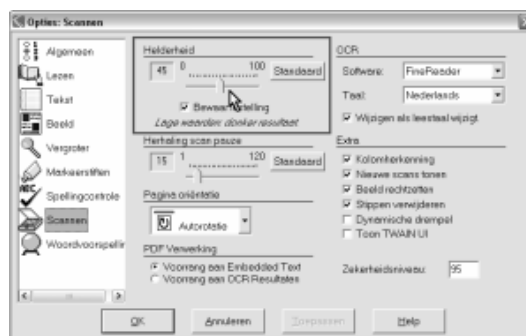 Opties: Scannen
Algemeen
Lezen
Tekst
Beeld
Vergroter
Markeerstiften
Spellingcontrole
Scannen
Woordvoorspellir
Helderheid
45
0
100
Standaard
Bewaar stelling
Lage waarden: donker resultaat
Herhaling scan pauze
15
1
120
Standaard
Pagina oriëntatie
Autorotatie
PDF Verwerking
Voorrang aan Embedded Text
Voorrang aan OCR Resultaten
OCR
Software:
FineReader
Taal:
Nederlands
Wijzigen als leestaal wijzigt
Extra
Kolomherkenning
Nieuwe scans tonen
Beeld rechtzetten
Stippen verwijderen
Dynamische drempel
Toon TWAIN UI
Zekerheidsniveau:
95
OK
Annuleren
Toepassen
Help